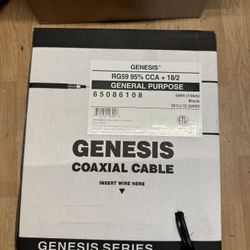 GENESIS
RG59 95% CCA + 18/2
GENERAL PURPOSE
65086108
500ft (150m)
Black
GENESIS
COAXIAL CABLE
INSERT WIRE HERE
GENESIS SERIES